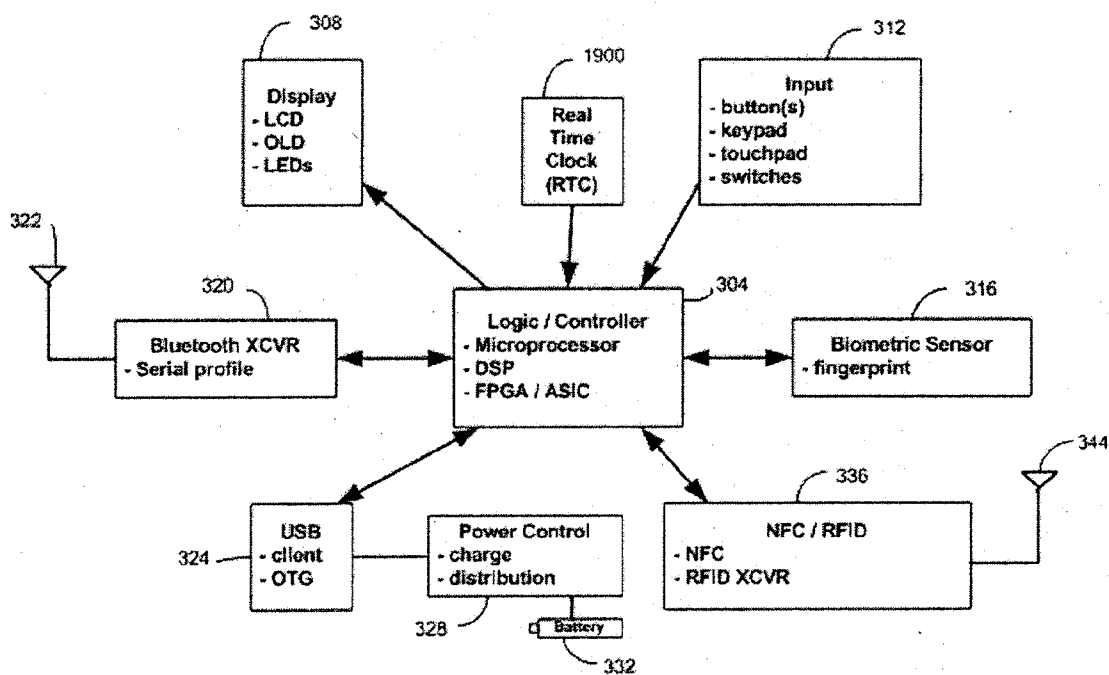 308
1900
312
Display
- LCD
- OLD
- LEDs
Real
Time
Clock
(RTC)
Input
- button(s)
- keypad
- touchpad
- switches
322
320
304
316
Bluetooth XCVR
- Serial profile
Logic / Controller
- Microprocessor
- DSP
- FPGA / ASIC
Biometric Sensor
- fingerprint
344
336
324
USB
- client
- OTG
Power Control
- charge
- distribution
NFC / RFID
- NFC
- RFID XCVR
328
Battery
332